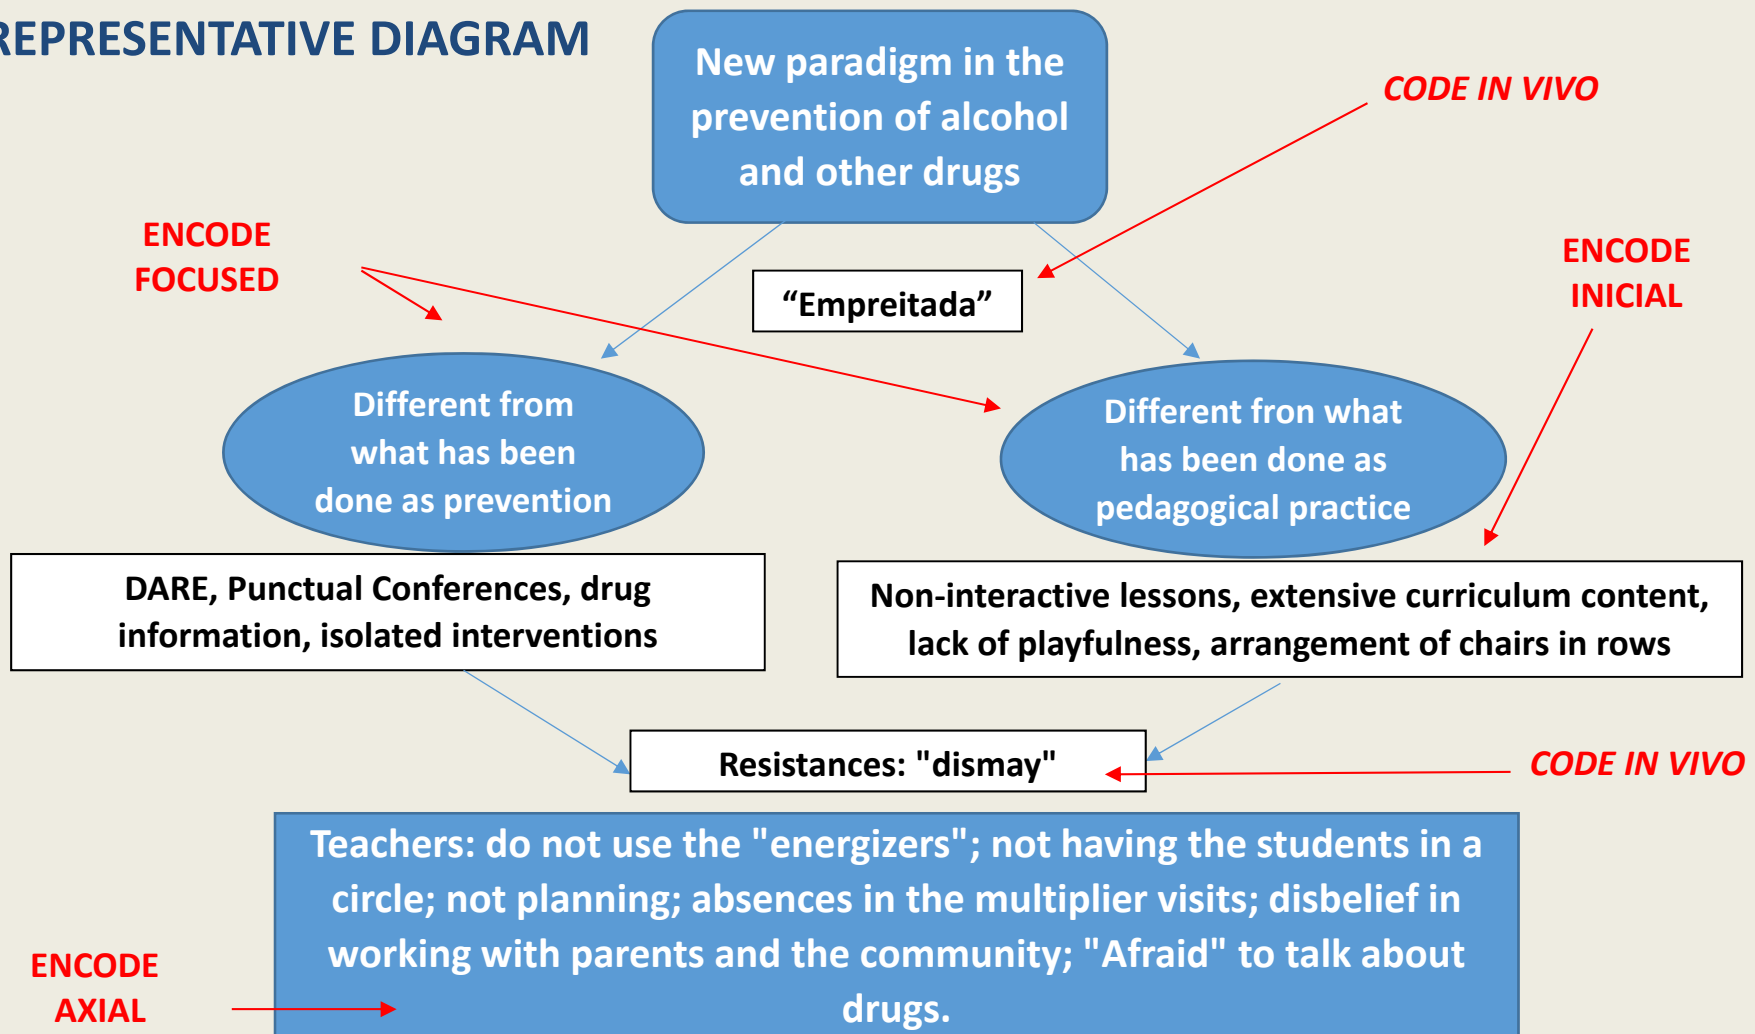 REPRESENTATIVE DIAGRAM
New paradigm in the
prevention of alcohol
and other drugs
CODE IN VIVO
ENCODE
FOCUSED
ENCODE
INICIAL
“Empreitada”
Different from
what has been
done as prevention
Different fron what
has been done as
pedagogical practice
DARE, Punctual Conferences, drug
information, isolated interventions
Non-interactive lessons, extensive curriculum content,
lack of playfulness, arrangement of chairs in rows
Resistances: "dismay"
CODE IN VIVO
Teachers: do not use the "energizers"; not having the students in a
circle; not planning; absences in the multiplier visits; disbelief in
working with parents and the community; "Afraid" to talk about
drugs.
ENCODE
AXIAL